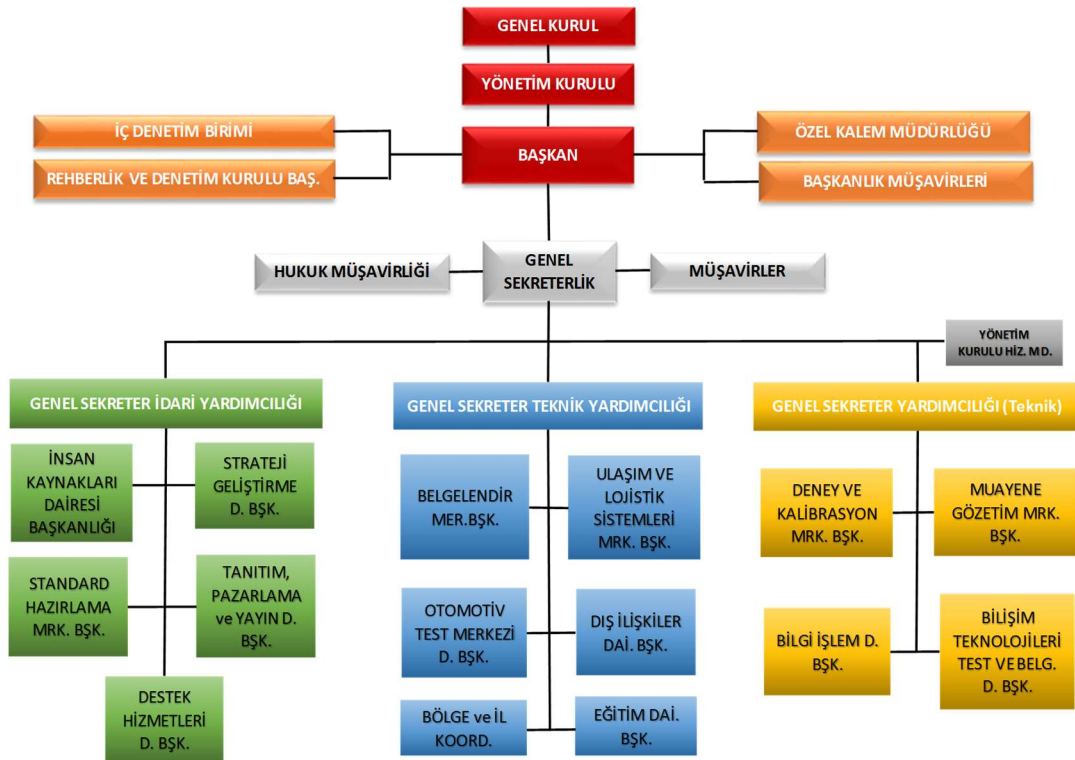 GENEL KURUL
YÖNETİM KURULU
BAŞKAN
İÇ DENETİM BİRİMİ
REHBERLİK VE DENETİM KURULU BAŞ.
ÖZEL KALEM MÜDÜRLÜĞÜ
BAŞKANLIK MÜŞAVİRLERİ
HUKUK MÜŞAVİRLİĞİ
GENEL
SEKRETERLİK
MÜŞAVİRLER
YÖNETİM
KURULU HİZ. MD.
GENEL SEKRETER İDARİ YARDIMCILIĞI
İNSAN
KAYNAKLARI
DAİRESİ
BAŞKANLIĞI
STRATEJİ
GELİŞTİRME
D. BŞK.
STANDARD
HAZIRLAMA
MRK. BŞK.
TANITIM,
PAZARLAMA
ve YAYIN D.
BŞK.
DESTEK
HİZMETLERİ
D. BŞK.
GENEL SEKRETER TEKNİK YARDIMCILIĞI
BELGELENDİR
MER.BŞK.
ULAŞIM VE
LOJİSTİK
SİSTEMLERİ
MRK. BŞK.
OTOMOTİV
TEST MERKEZİ
D. BŞK.
DIŞ İLİŞKİLER
DAİ. BŞK.
BÖLGE ve İL
KOORD.
EĞİTİM DAİ.
BŞK.
GENEL SEKRETER YARDIMCILIĞI (Teknik)
DENEY VE
KALİBRASYON
MRK. BŞK.
MUAYENE
GÖZETİM MRK.
BŞK.
BİLGİ İŞLEM D.
BŞK.
BİLİŞİM
TEKNOLOJİLERİ
TEST VE BELG.
D. BŞK.